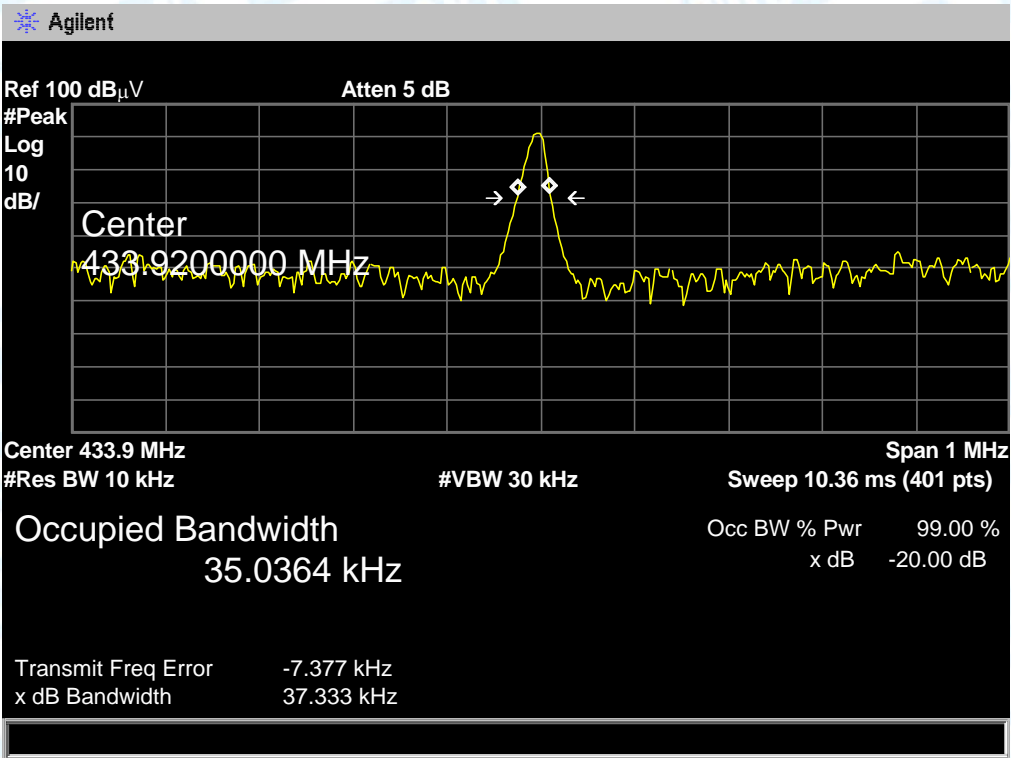 Agilent
Ref 100 dBμV Atten 5 dB
#Peak
Log
10
dB/
Center
433.9200000 MHz
Center 433.9 MHz Span 1 MHz
#Res BW 10 kHz #VBW 30 kHz Sweep 10.36 ms (401 pts)
Occupied Bandwidth Occ BW % Pwr 99.00 %
35.0364 kHz x dB -20.00 dB
Transmit Freq Error -7.377 kHz
x dB Bandwidth 37.333 kHz